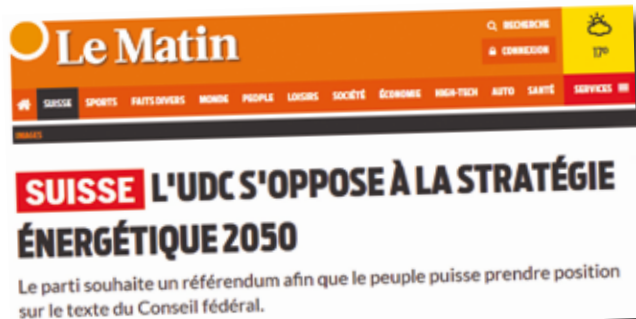 Le Matin
RECHERCHE
CONNEXION
17°
SUISSE SPORTS FAITS DIVERS MONDE PEOPLE LOISIRS SOCIÉTÉ ÉCONOMIE HIGH-TECH AUTO SANTÉ SERVICES
IMAGES
SUISSE L'UDC S'OPPOSE À LA STRATÉGIE
ÉNERGÉTIQUE 2050
Le parti souhaite un référendum afin que le peuple puisse prendre position
sur le texte du Conseil fédéral.